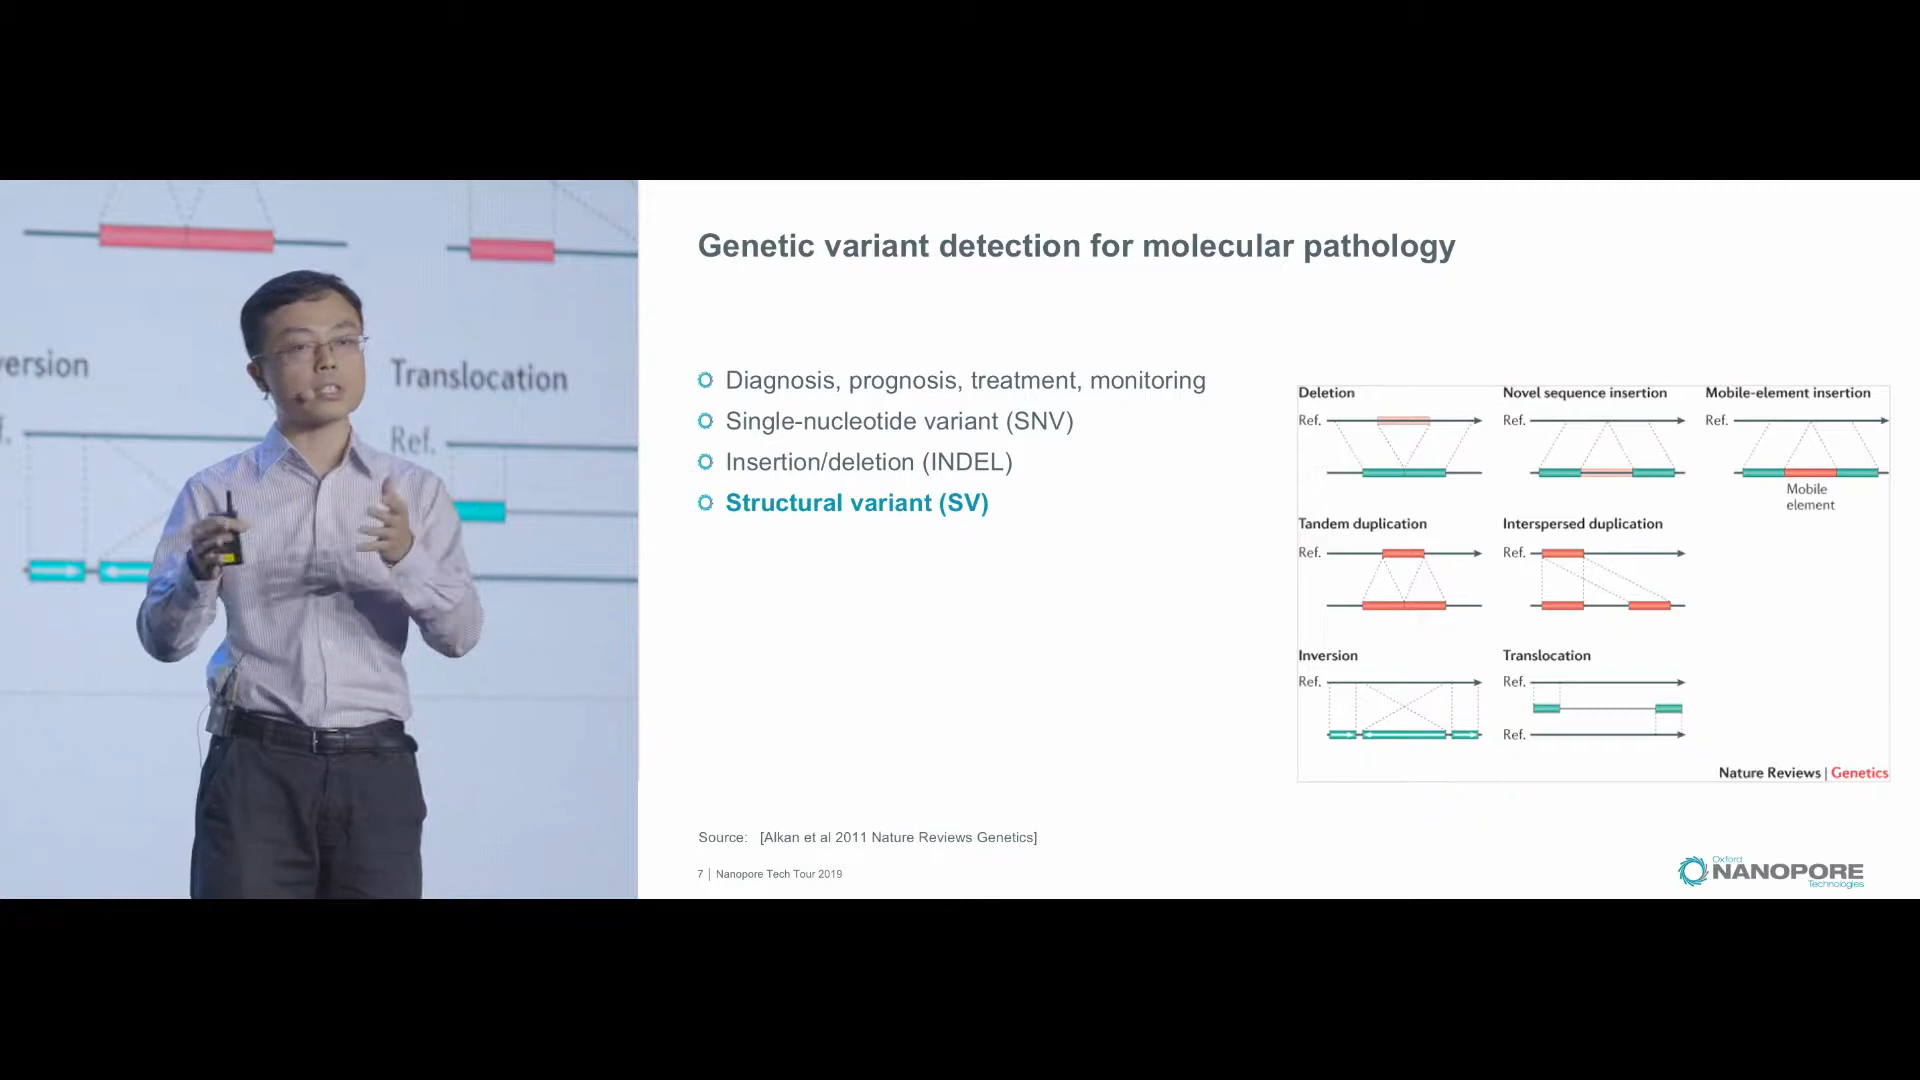 Genetic variant detection for molecular pathology
Diagnosis, prognosis, treatment, monitoring
Single-nucleotide variant (SNV)
Insertion/deletion (INDEL)
Structural variant (SV)
Deletion
Ref.
Novel sequence insertion
Ref.
Mobile-element insertion
Ref.
Mobile
element
Tandem duplication
Ref.
Interspersed duplication
Ref.
Inversion
Ref.
Translocation
Ref.
Ref.
Nature Reviews | Genetics
Source: [Alkan et al 2011 Nature Reviews Genetics]
7 | Nanopore Tech Tour 2019
Oxford
NANOPORE
Technologies
version
Translocation
f.
Ref.